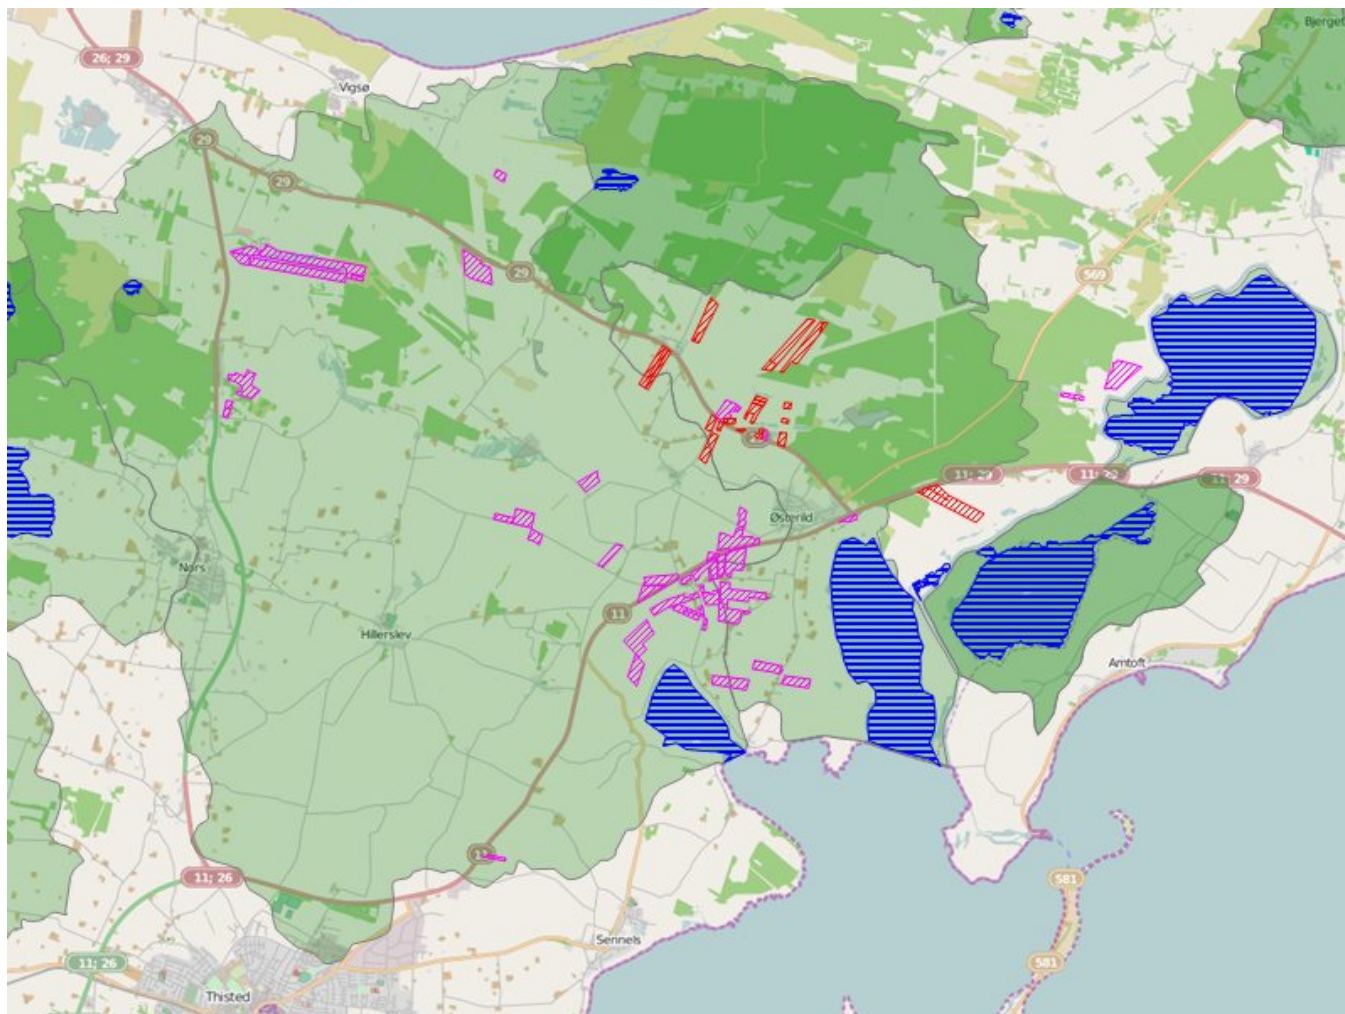 Bjerget
26; 29
Vigsø
29
29
29
569
11; 29
11; 29
11; 29
Østerild
Nors
11
Hillerslev
Amtoft
11; 26
581
Sennels
11; 26
581
Thisted